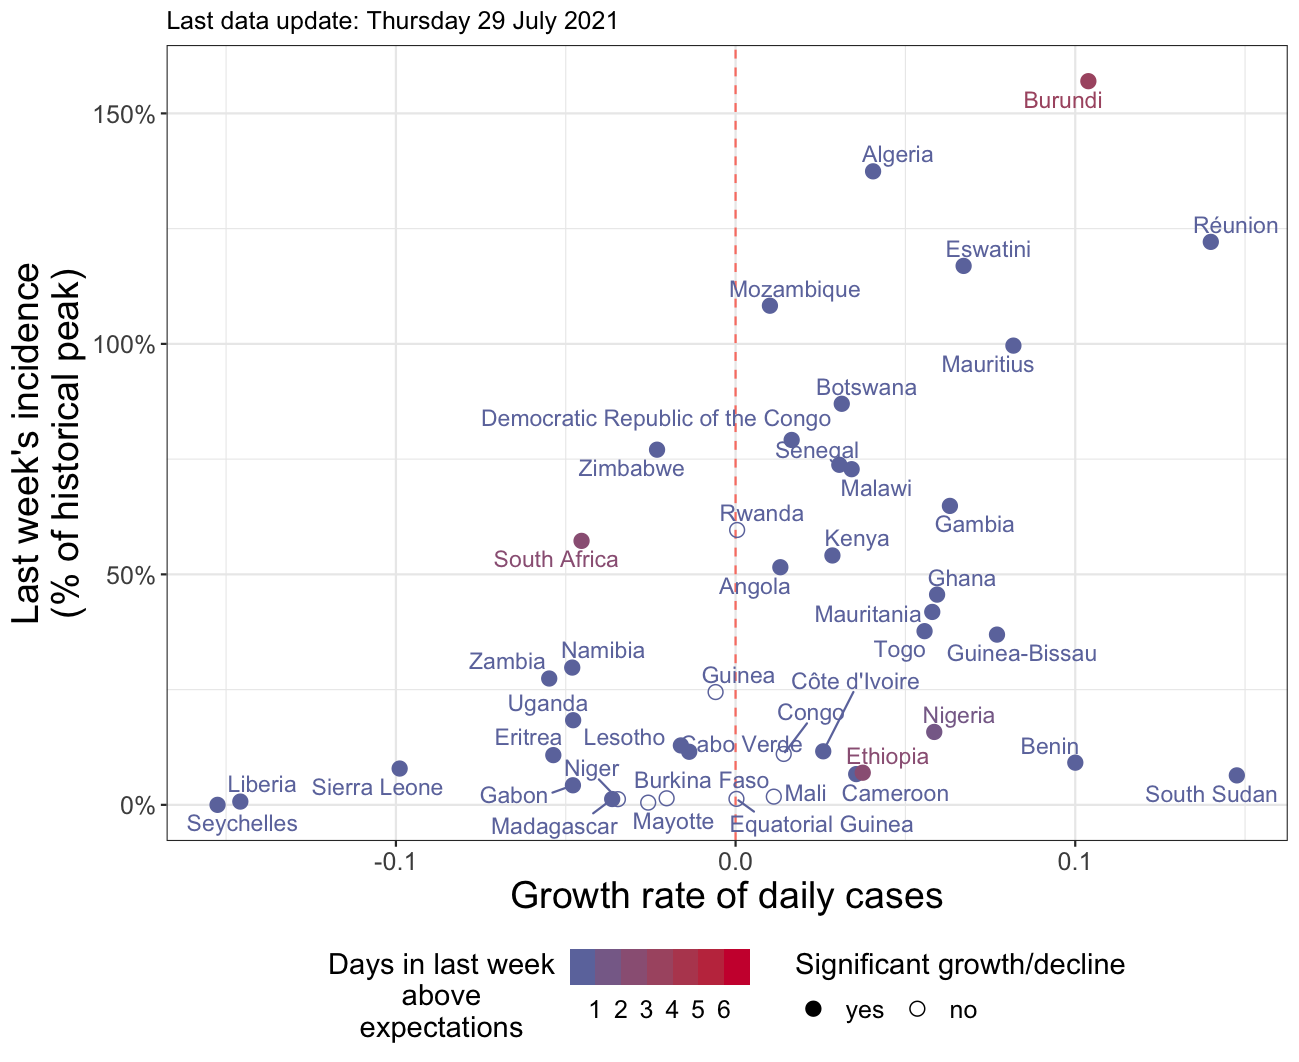 Last data update: Thursday 29 July 2021
Last week's incidence
(% of historical peak)
150%
100%
50%
0%
Burundi
Algeria
Réunion
Eswatini
Mozambique
Mauritius
Botswana
Democratic Republic of the Congo
Senegal
Zimbabwe
Malawi
Rwanda
Gambia
Kenya
South Africa
Ghana
Angola
Mauritania
Togo
Guinea-Bissau
Namibia
Zambia
Guinea
Côte d'Ivoire
Uganda
Congo
Nigeria
Eritrea
Lesotho
Cabo Verde
Benin
Ethiopia
Niger
Burkina Faso
Liberia
Sierra Leone
Gabon
Mali
Cameroon
South Sudan
Seychelles
Madagascar
Mayotte
Equatorial Guinea
-0.1
0.0
0.1
Growth rate of daily cases
Days in last week
above
expectations
1 2 3 4 5 6
Significant growth/decline
yes
no